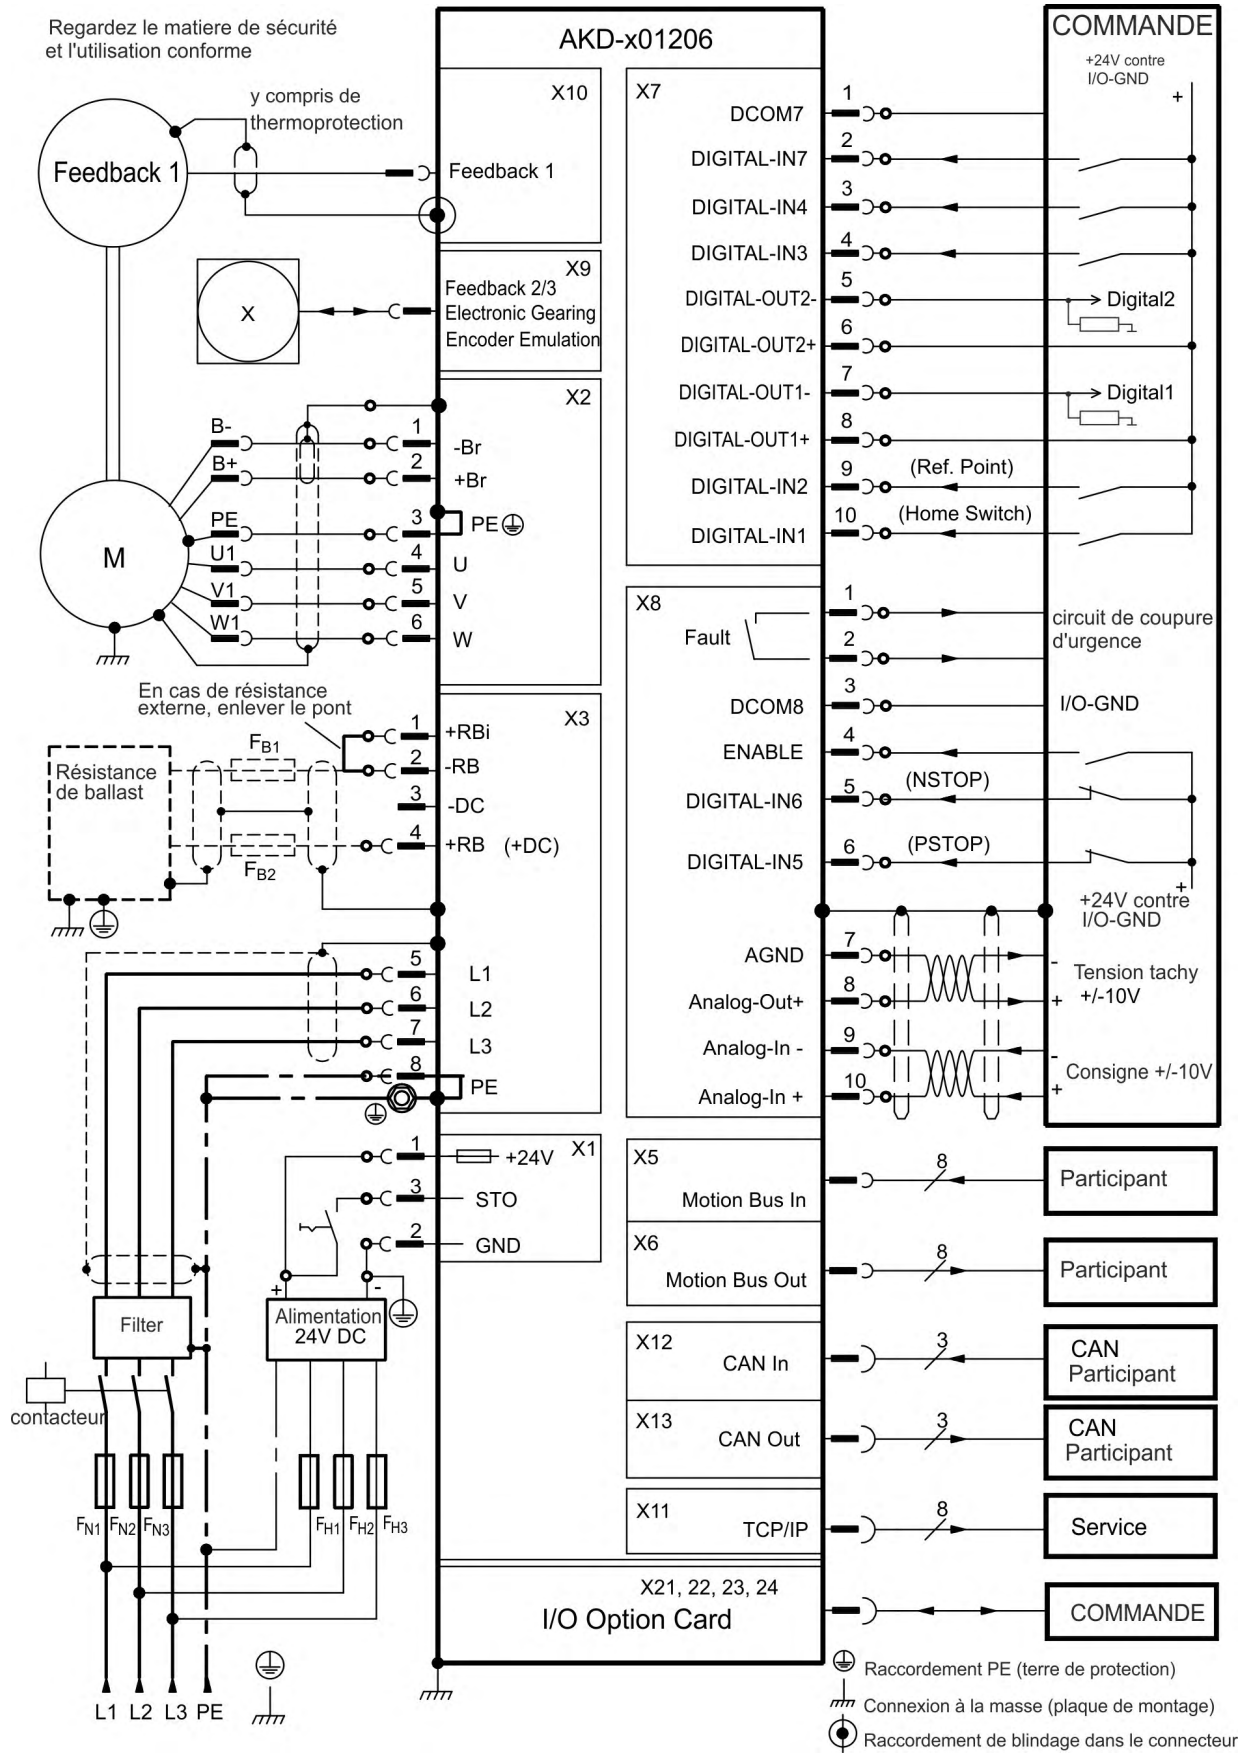 Regardez le matiere de sécurité
et l'utilisation conforme
AKD-x01206
COMMANDE
+24V contre
I/O-GND
+
y compris de
thermoprotection
Feedback 1
X10
Feedback 1
X9
Feedback 2/3
Electronic Gearing
Encoder Emulation
X
X2
B-
1
-Br
B+
2
+Br
PE
3
PE
M
U1
4
U
V1
5
V
W1
6
W
En cas de résistance
externe, enlever le pont
X3
FB1
1
+RBi
Résistance
de ballast
2
-RB
3
-DC
4
+RB (+DC)
FB2
5
L1
6
L2
7
L3
8
PE
X1
1
+24V
3
STO
2
GND
+
-
Alimentation
24V DC
Filter
contacteur
FN1 FN2 FN3
FH1 FH2 FH3
L1 L2 L3 PE
X7
DCOM7
1
DIGITAL-IN7
2
DIGITAL-IN4
3
DIGITAL-IN3
4
DIGITAL-OUT2-
5
Digital2
DIGITAL-OUT2+
6
DIGITAL-OUT1-
7
Digital1
DIGITAL-OUT1+
8
DIGITAL-IN2
9
(Ref. Point)
DIGITAL-IN1
10
(Home Switch)
X8
Fault
1
2
circuit de coupure
d'urgence
DCOM8
3
I/O-GND
ENABLE
4
DIGITAL-IN6
5
(NSTOP)
DIGITAL-IN5
6
(PSTOP)
+
+24V contre
I/O-GND
AGND
7
-
Tension tachy
+/-10V
Analog-Out+
8
+
Analog-In -
9
-
Consigne +/-10V
Analog-In +
10
+
X5
Motion Bus In
8
Participant
X6
Motion Bus Out
8
Participant
X12
CAN In
3
CAN
Participant
X13
CAN Out
3
CAN
Participant
X11
TCP/IP
8
Service
X21, 22, 23, 24
I/O Option Card
COMMANDE
Raccordement PE (terre de protection)
Connexion à la masse (plaque de montage)
Raccordement de blindage dans le connecteur